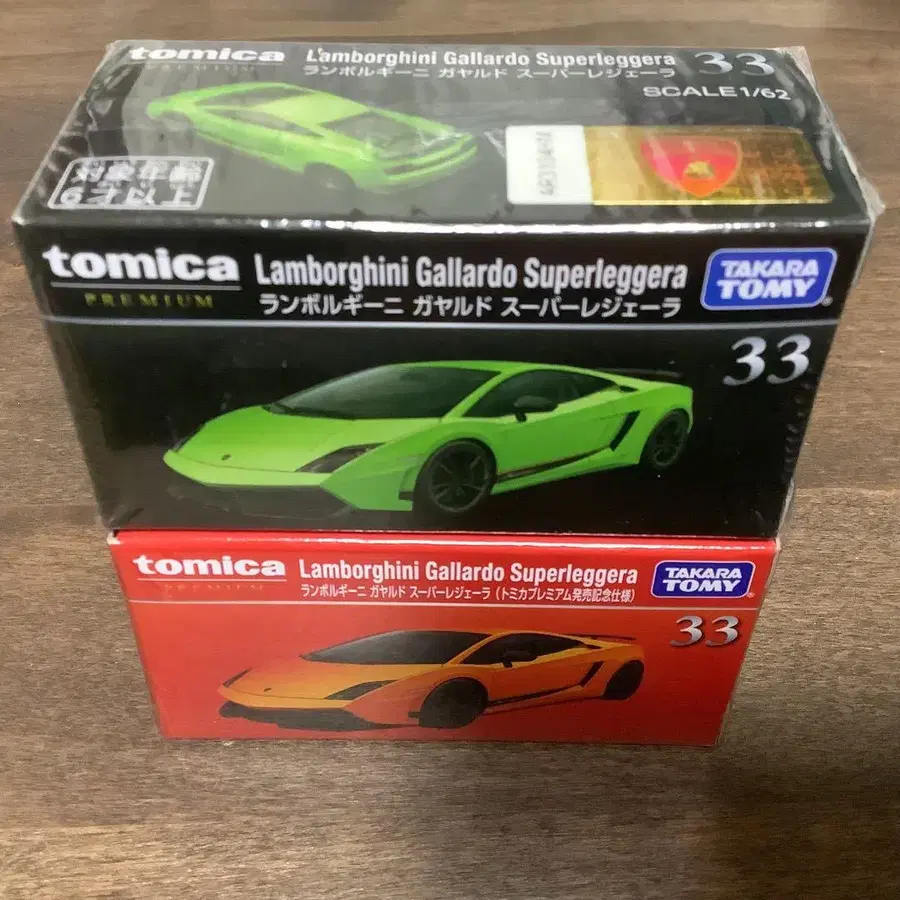 tomica
PREMIUM
Lamborghini Gallardo Superleggera
33
ランボルギーニ ガヤルド スーパーレジェーラ
SCALE1/62
対象年齢
6才以上
tomica
PREMIUM
Lamborghini Gallardo Superleggera
ランボルギーニ ガヤルド スーパーレジェーラ
TAKARA
TOMY
33
tomica
PREMIUM
Lamborghini Gallardo Superleggera
ランボルギーニ ガヤルド スーパーレジェーラ(トミカプレミアム発売記念仕様)
TAKARA
TOMY
33